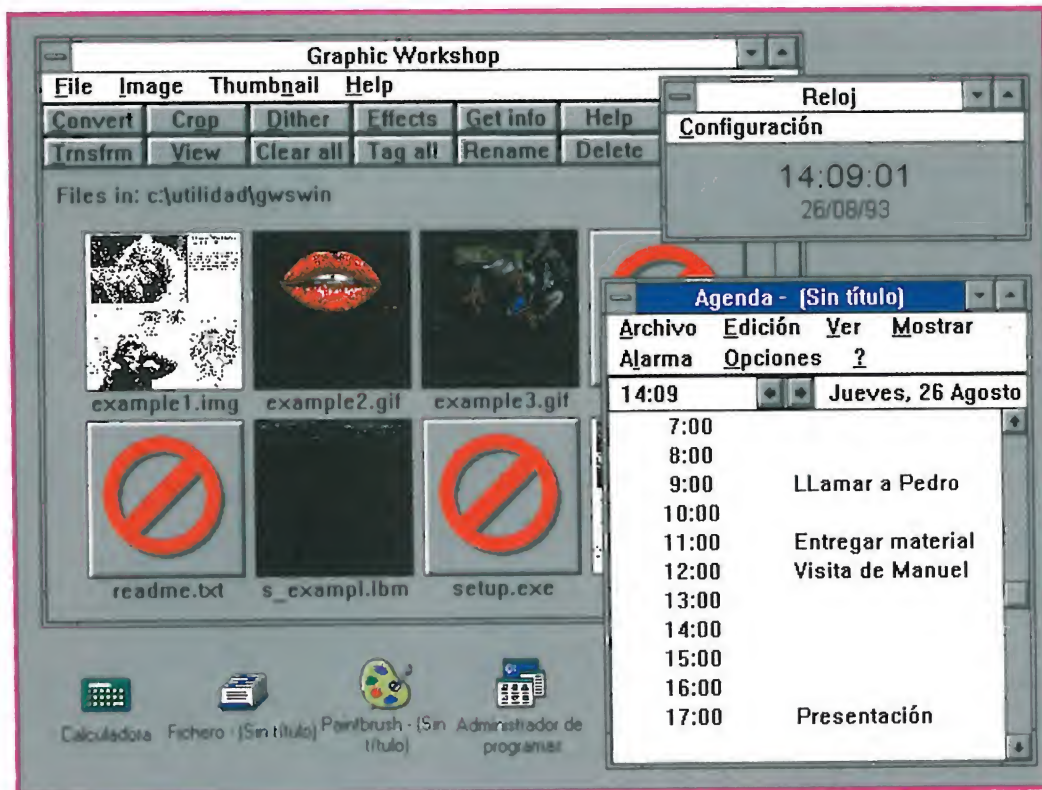 Graphic Workshop
File Image Thumbnail Help
Convert Crop Dither Effects Get info Help
Trnsfrm View Clear all Tag all Rename Delete
Files in: c:\utilidad\gwswin
example1.img example2.gif example3.gif
readme.txt s_exampl.lbm setup.exe
Reloj
Configuración
14:09:01
26/08/93
Agenda - (Sin título)
Archivo Edición Ver Mostrar
Alarma Opciones ?
14:09 Jueves, 26 Agosto
7:00
8:00
9:00 LLamar a Pedro
10:00
11:00 Entregar material
12:00 Visita de Manuel
13:00
14:00
15:00
16:00
17:00 Presentación
Calculadora
Fichero - (Sin título)
Paintbrush - (Sin
título)
Administrador de
programas